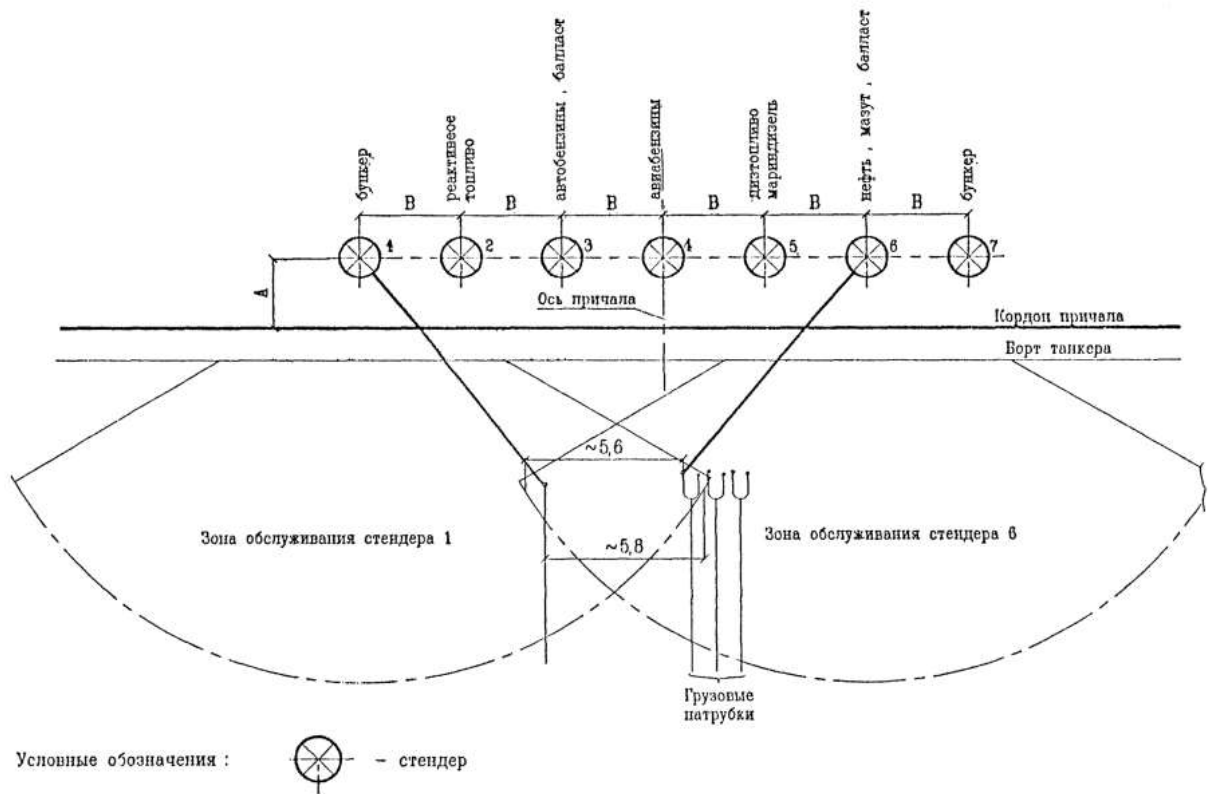 бункер
реактивеое
топливо
автобензины , балласт
авиабензины
дизтопливо
мариндизель
нефть , мазут , балласт
бункер
В В В В В В
1 2 3 4 5 6 7
А
Ось причала
Кордон причала
Борт танкера
~5,6
Зона обслуживания стендера 1
Зона обслуживания стендера 6
~5,8
Грузовые
патрубки
Условные обозначения :
- стендер